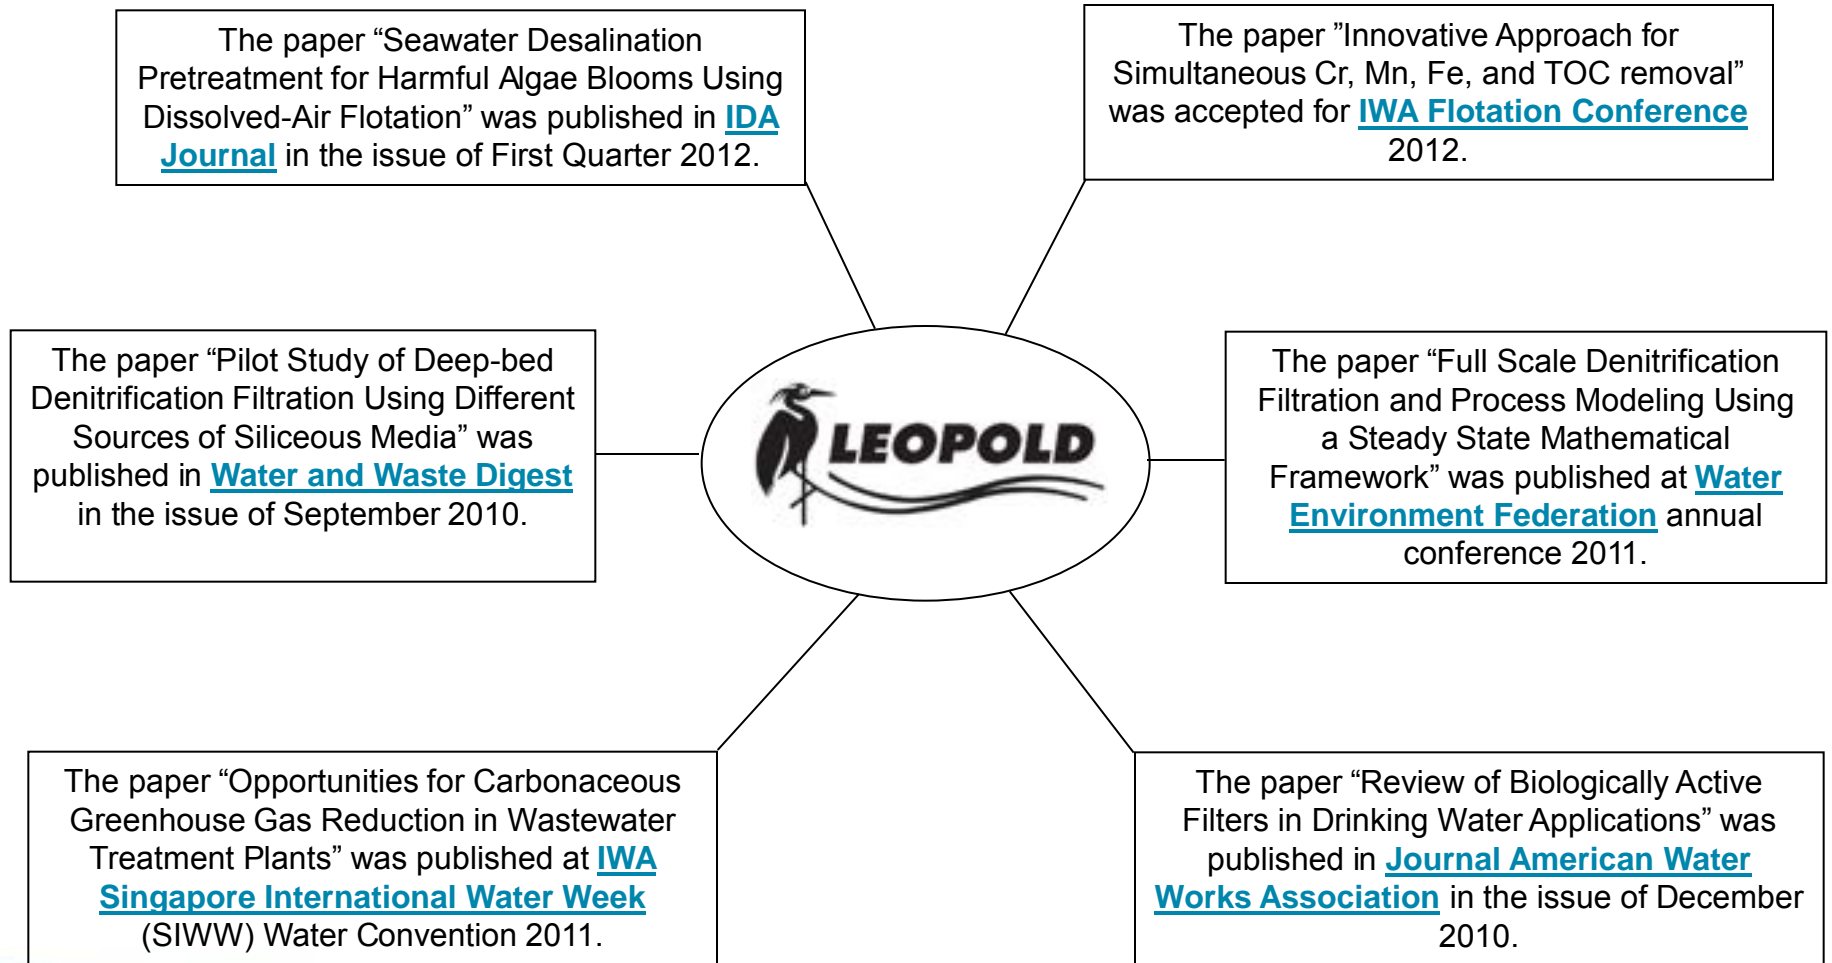 The paper “Seawater Desalination
Pretreatment for Harmful Algae Blooms Using
Dissolved-Air Flotation” was published in IDA
Journal in the issue of First Quarter 2012.
The paper ”Innovative Approach for
Simultaneous Cr, Mn, Fe, and TOC removal”
was accepted for IWA Flotation Conference
2012.
The paper “Pilot Study of Deep-bed
Denitrification Filtration Using Different
Sources of Siliceous Media” was
published in Water and Waste Digest
in the issue of September 2010.
LEOPOLD
The paper “Full Scale Denitrification
Filtration and Process Modeling Using
a Steady State Mathematical
Framework” was published at Water
Environment Federation annual
conference 2011.
The paper “Opportunities for Carbonaceous
Greenhouse Gas Reduction in Wastewater
Treatment Plants” was published at IWA
Singapore International Water Week
(SIWW) Water Convention 2011.
The paper “Review of Biologically Active
Filters in Drinking Water Applications” was
published in Journal American Water
Works Association in the issue of December
2010.